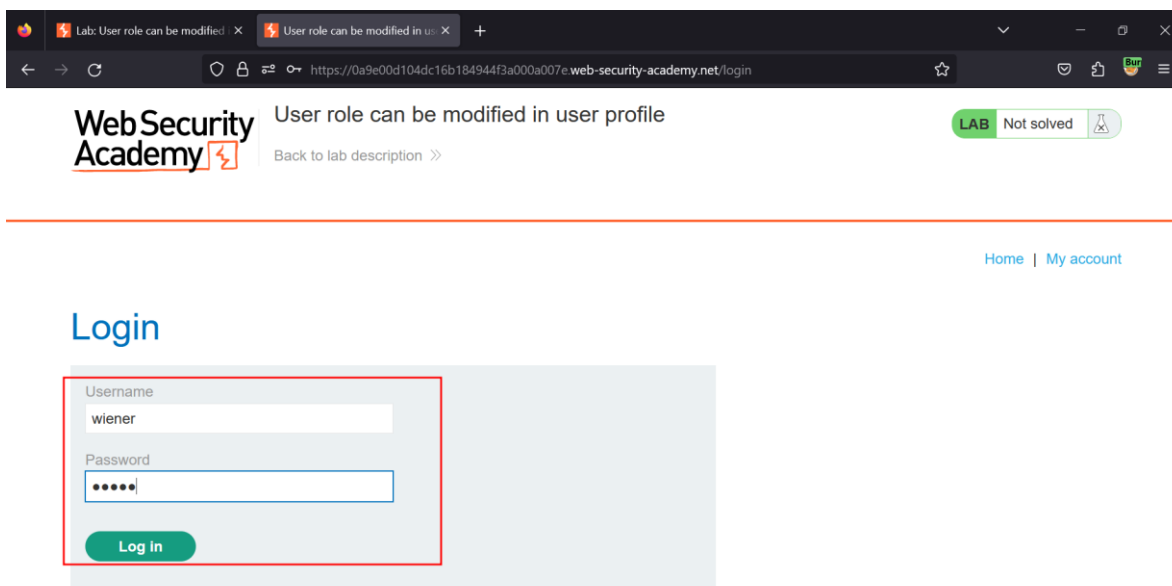 Lab: User role can be modified
User role can be modified in us
https://0a9e00d104dc16b184944f3a000a007e.web-security-academy.net/login
Bur
Web Security
Academy
User role can be modified in user profile
Back to lab description
LAB Not solved
Home | My account
Login
Username
wiener
Password
Log in